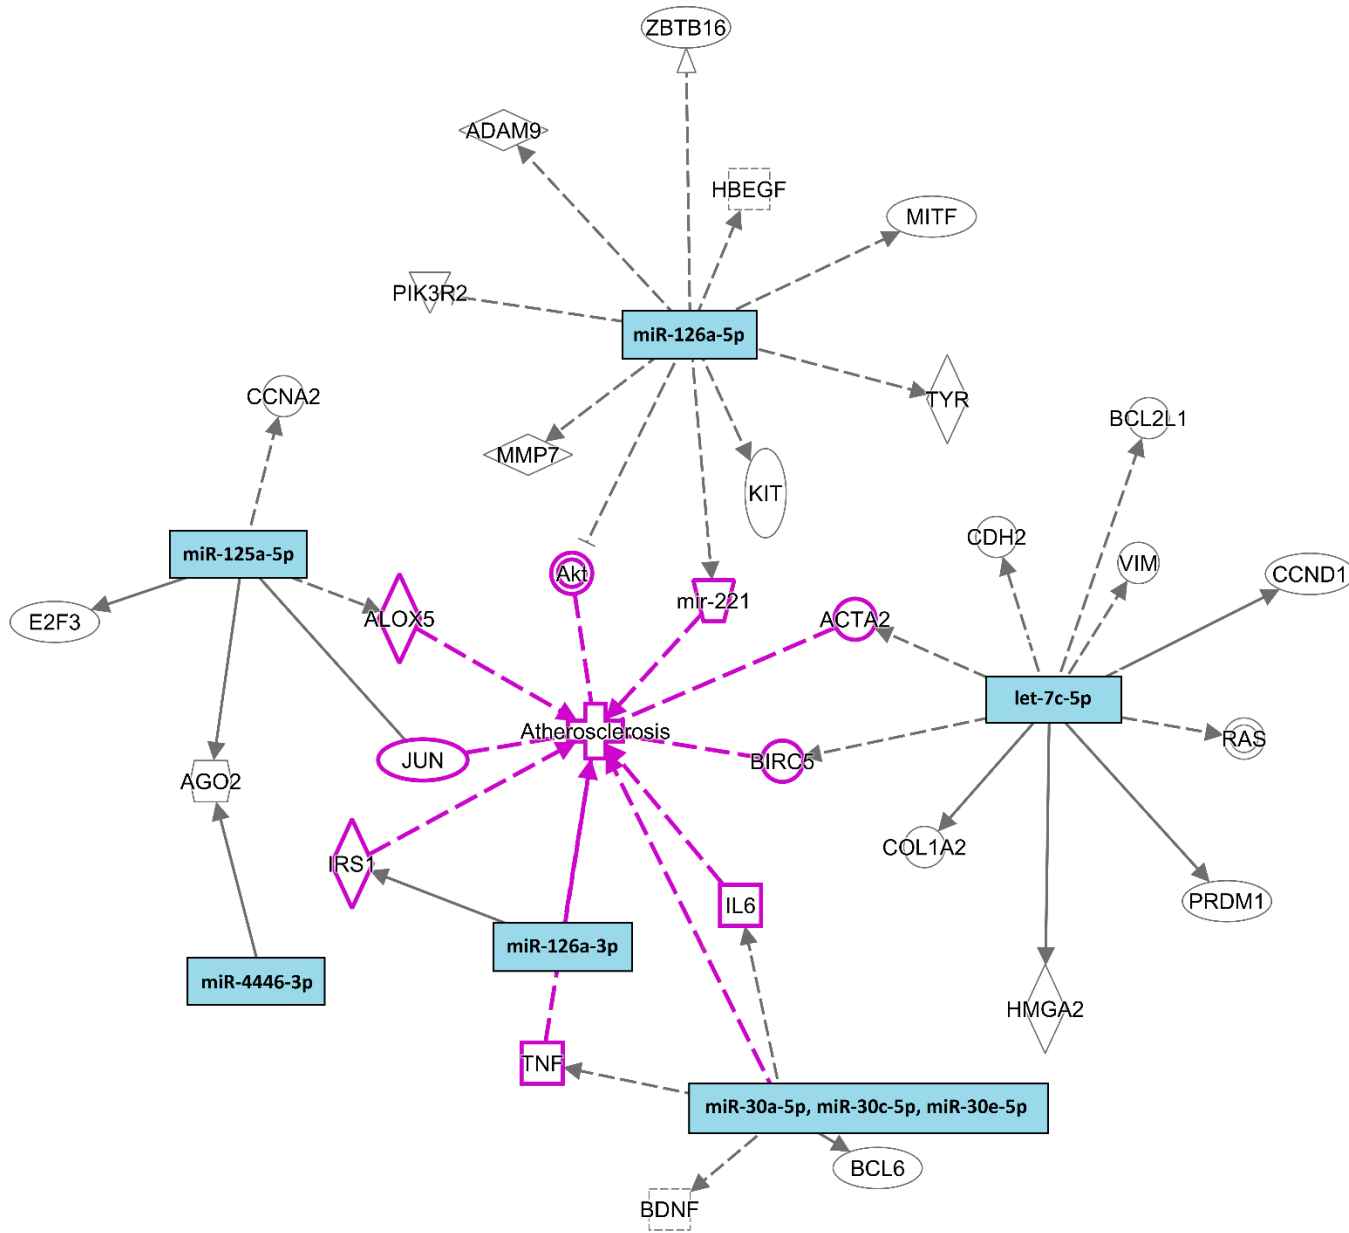 ZBTB16
ADAM9
HBEGF
MITF
PIK3R2
miR-126a-5p
TYR
CCNA2
BCL2L1
MMP7
KIT
CDH2
miR-125a-5p
VIM
CCND1
Akt
mir-221
ACTA2
E2F3
ALOX5
let-7c-5p
Atherosclerosis
RAS
JUN
BIRC5
AGO2
COL1A2
IRS1
PRDM1
IL6
miR-126a-3p
miR-4446-3p
HMGA2
TNF
miR-30a-5p, miR-30c-5p, miR-30e-5p
BCL6
BDNF